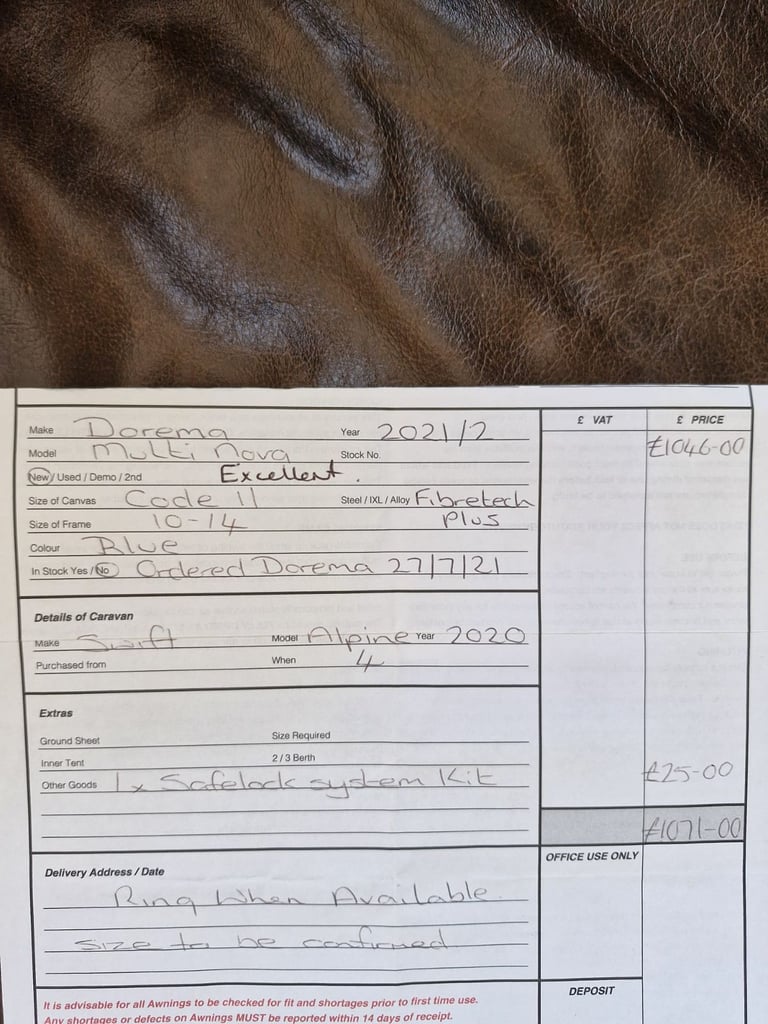 £ VAT £ PRICE
Make Dorema Year 2021/2 £1046-00
Model Multi Nova Stock No.
New / Used / Demo / 2nd Excellent.
Size of Canvas Code 11 Steel / IXL / Alloy Fibretech
Size of Frame 10-14 Plus
Colour Blue
In Stock Yes / No Ordered Dorema 27/7/21
Details of Caravan
Make Swift Model Alpine Year 2020
Purchased from When 4
Extras
Ground Sheet Size Required
Inner Tent 2 / 3 Berth
Other Goods 1x Safelock system Kit £25-00
£1071-00
OFFICE USE ONLY
Delivery Address / Date
Ring When Available.
size to be confirmed
DEPOSIT
It is advisable for all Awnings to be checked for fit and shortages prior to first time use.
Any shortages or defects on Awnings MUST be reported within 14 days of receipt.